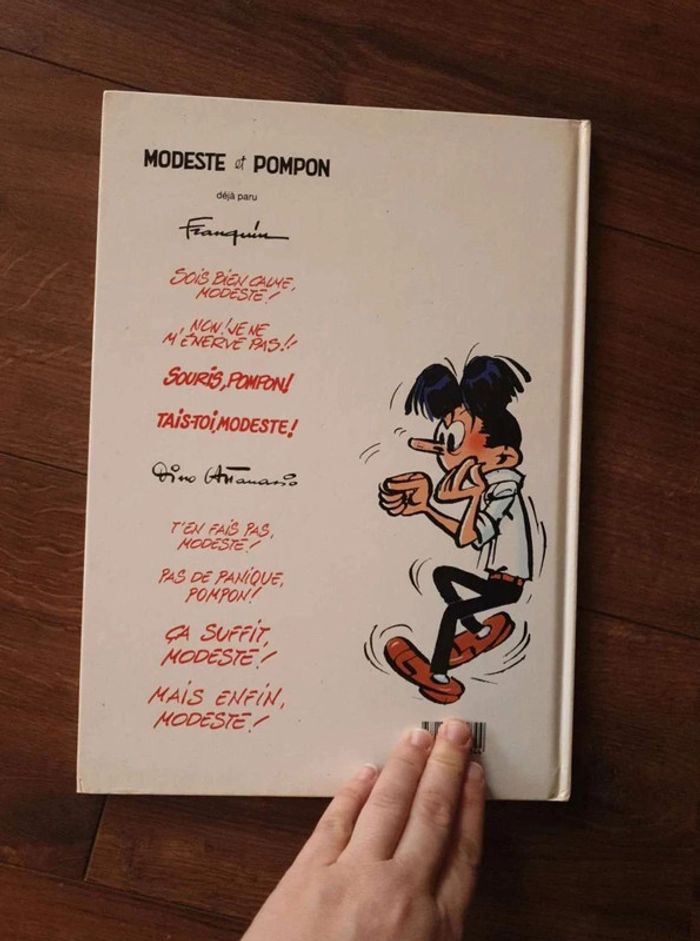 MODESTE et POMPON
déjà paru
Franquin
SOIS BIEN CALME,
MODESTE!
NON! JE NE
M'ÉNERVE PAS!!
SOURIS, POMPON!
TAIS-TOI, MODESTE!
Dino Attanasio
T'EN FAIS PAS,
MODESTE!
PAS DE PANIQUE,
POMPON!
ÇA SUFFIT,
MODESTE!
MAIS ENFIN,
MODESTE!